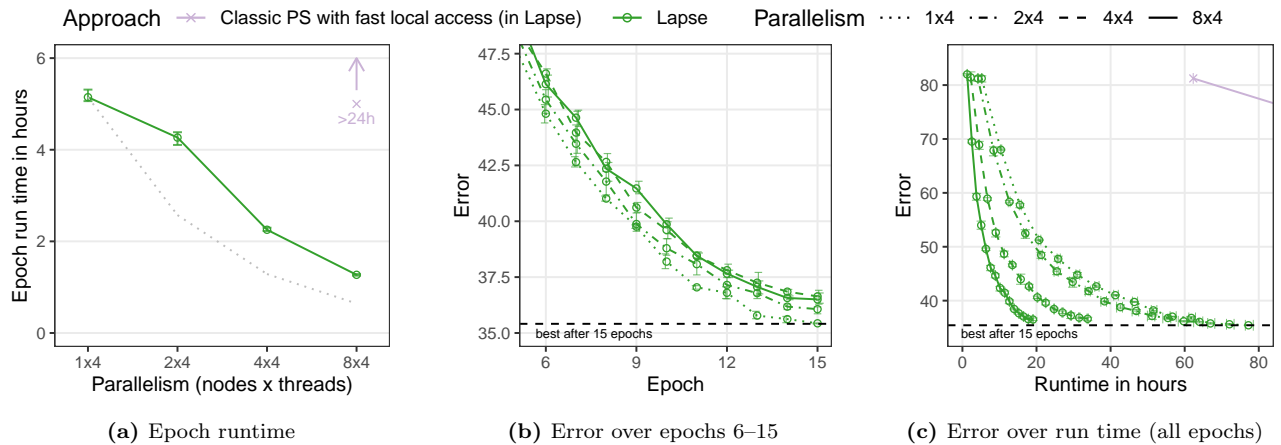 Approach Classic PS with fast local access (in Lapse) Lapse Parallelism 1x4 2x4 4x4 8x4
Epoch run time in hours
6
4
2
0
>24h
1x4 2x4 4x4 8x4
Parallelism (nodes x threads)
(a) Epoch runtime
Error
47.5
45.0
42.5
40.0
37.5
35.0
best after 15 epochs
6 9 12 15
Epoch
(b) Error over epochs 6–15
Error
80
70
60
50
40
best after 15 epochs
0 20 40 60 80
Runtime in hours
(c) Error over run time (all epochs)